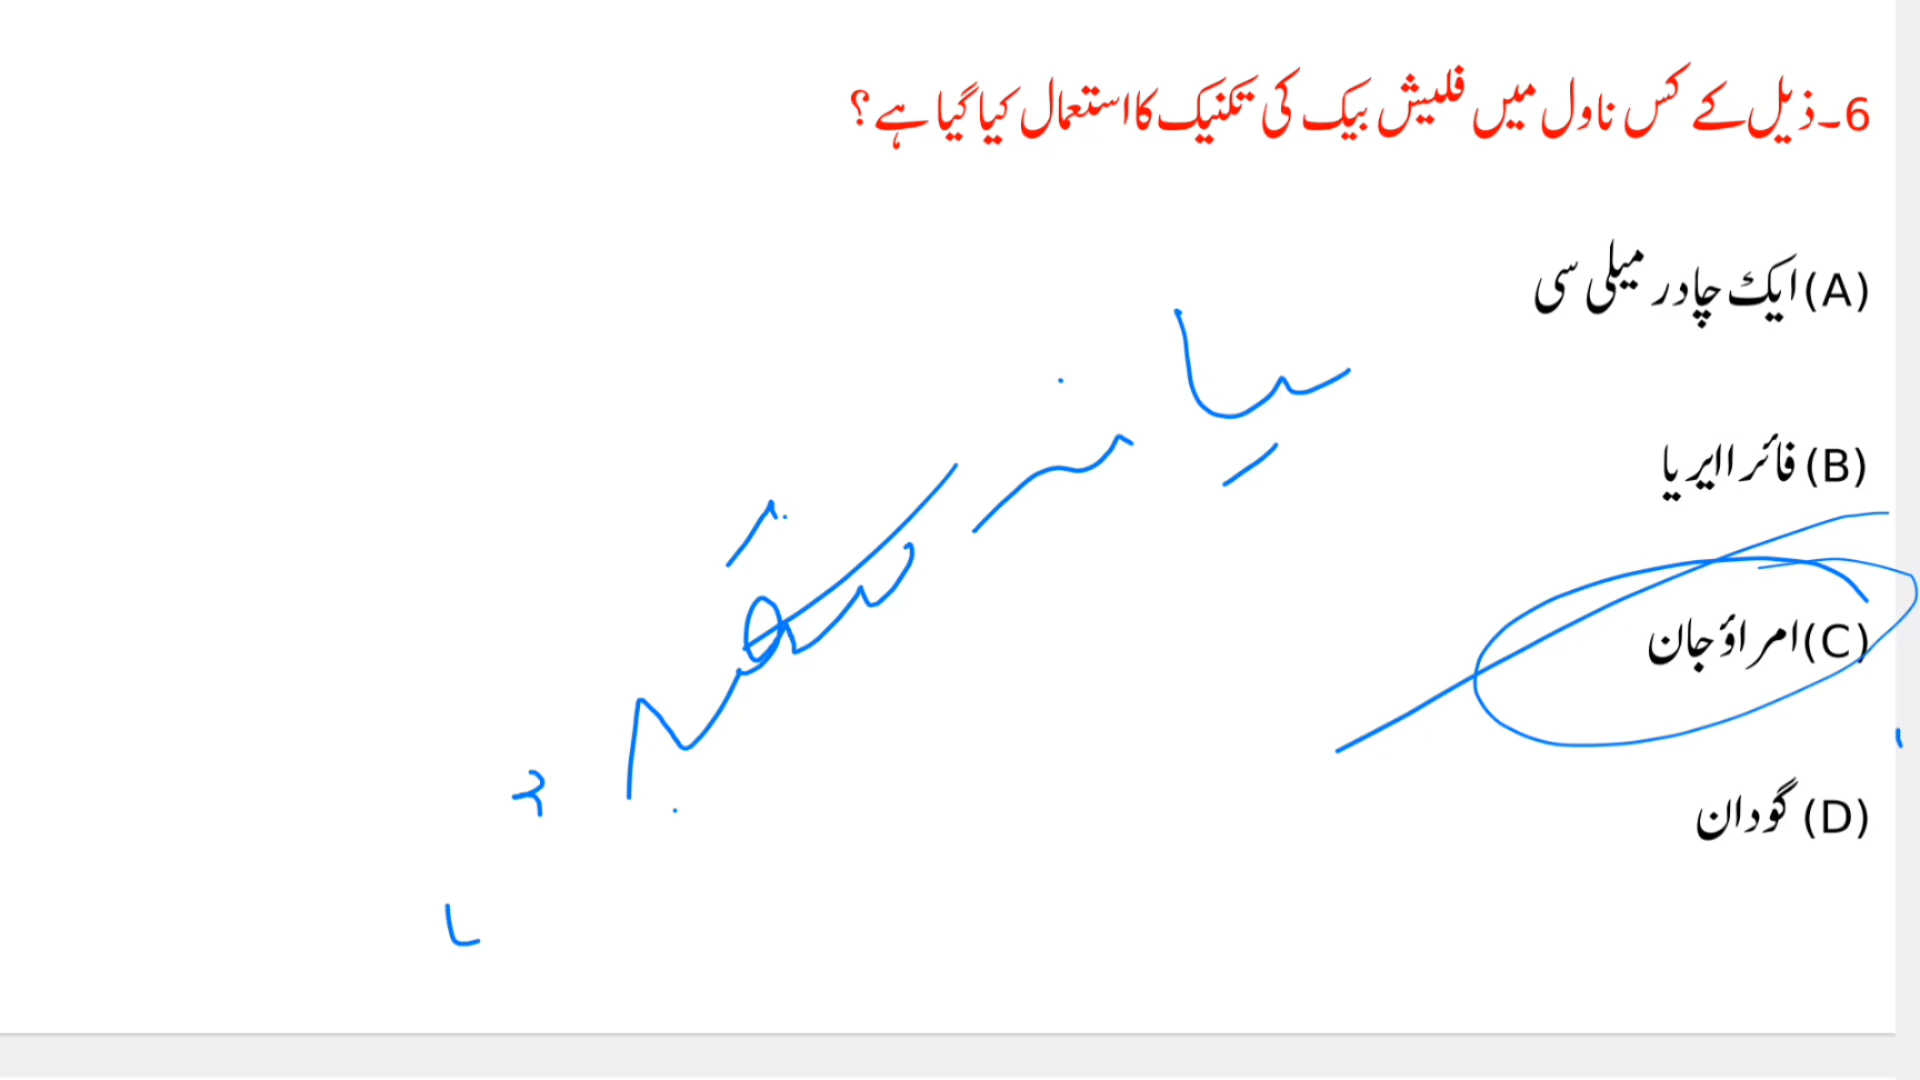 6۔ذیل کے کس ناول میں فلیش بیک کی تکنیک کا استعمال کیا گیا ہے؟
(A) ایک چادر میلی سی
(B) فائر اایریا
(C) امراؤ جان
(D) گودان